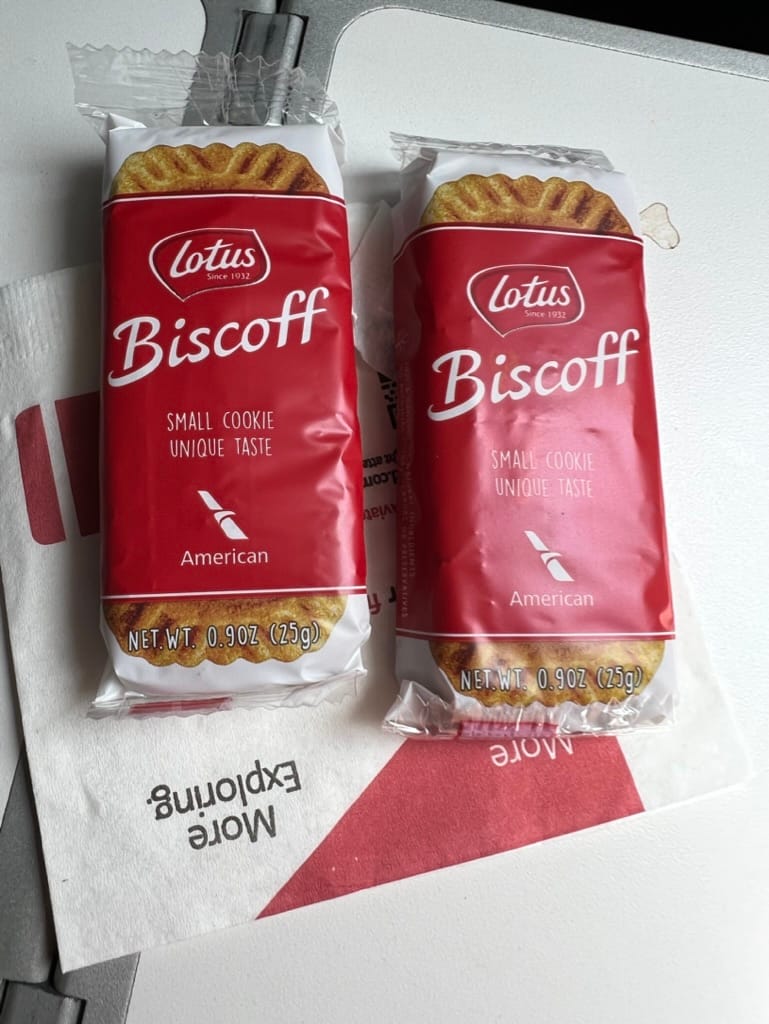 Lotus
Since 1932
Biscoff
SMALL COOKIE
UNIQUE TASTE
American
NET.WT. 0.9OZ (25g)
Lotus
Since 1932
Biscoff
SMALL COOKIE
UNIQUE TASTE
American
NET.WT. 0.9OZ (25g)
More
Exploring.
More